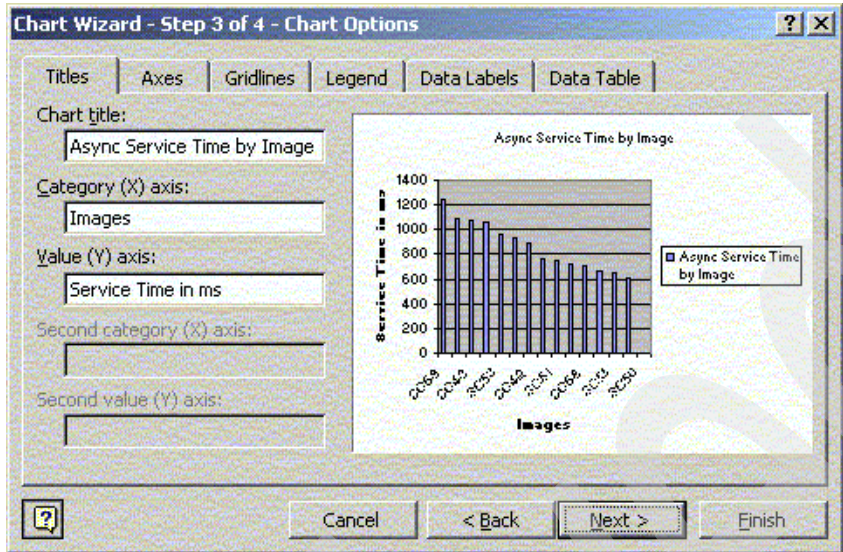 Chart Wizard - Step 3 of 4 - Chart Options
Titles Axes Gridlines Legend Data Labels Data Table
Chart title:
Async Service Time by Image
Category (X) axis:
Images
Value (Y) axis:
Service Time in ms
Second category (X) axis:
Second value (Y) axis:
Async Service Time by Image
Service Time in ms
1400
1200
1000
800
600
400
200
0
Images
Async Service Time
by Image
Cancel < Back Next > Finish